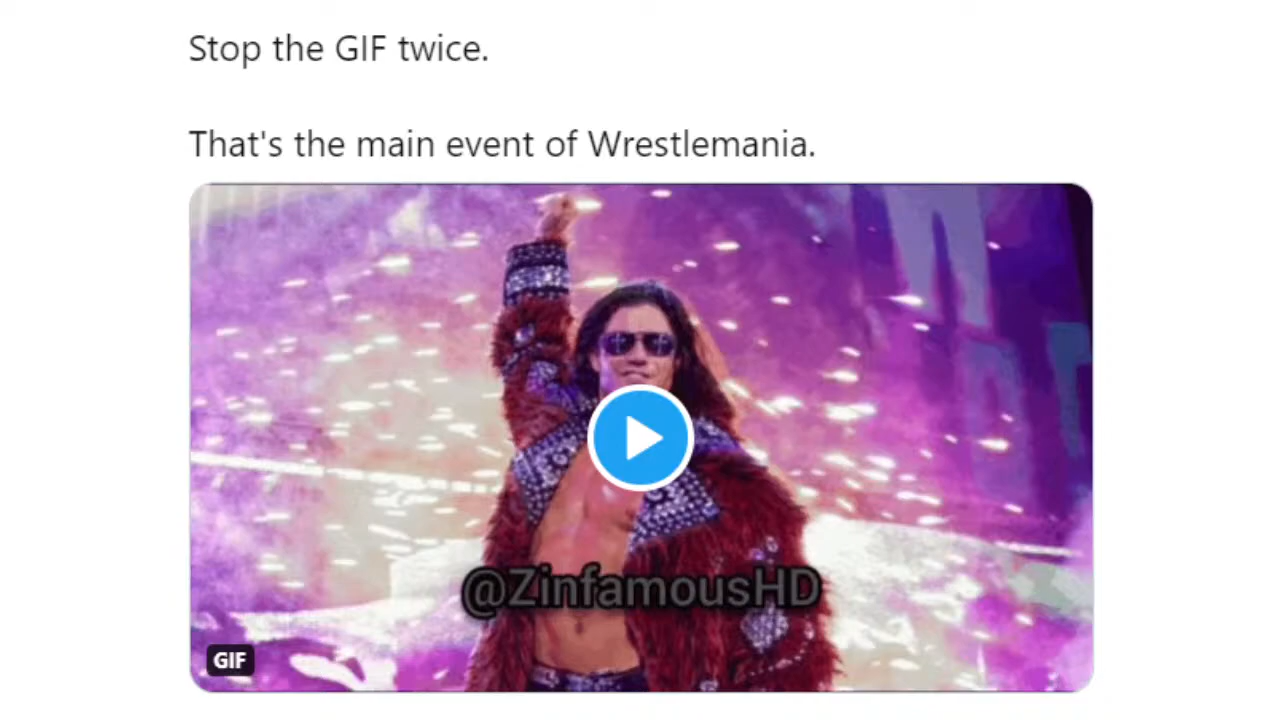 Stop the GIF twice.
That's the main event of Wrestlemania.
@ZinfamousHD
GIF